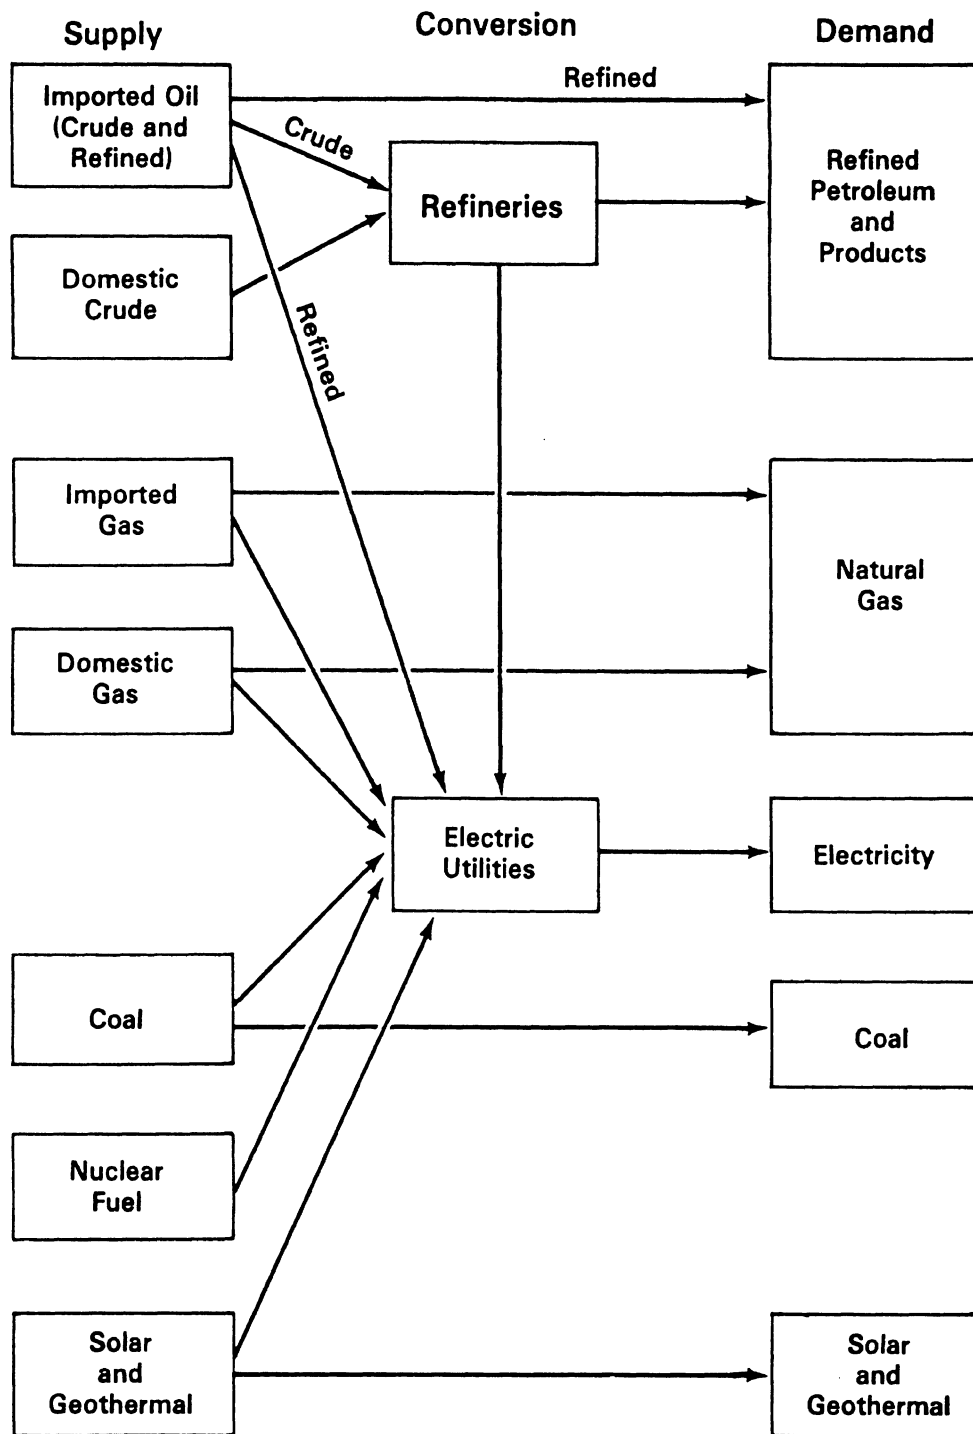 Supply
Conversion
Demand
Imported Oil
(Crude and
Refined)
Refined
Crude
Refineries
Refined
Petroleum
and
Products
Domestic
Crude
Refined
Imported
Gas
Natural
Gas
Domestic
Gas
Electric
Utilities
Electricity
Coal
Coal
Nuclear
Fuel
Solar
and
Geothermal
Solar
and
Geothermal